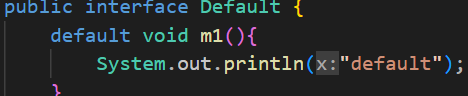 public interface Default {
default void m1(){
System.out.println(x:"default");
}